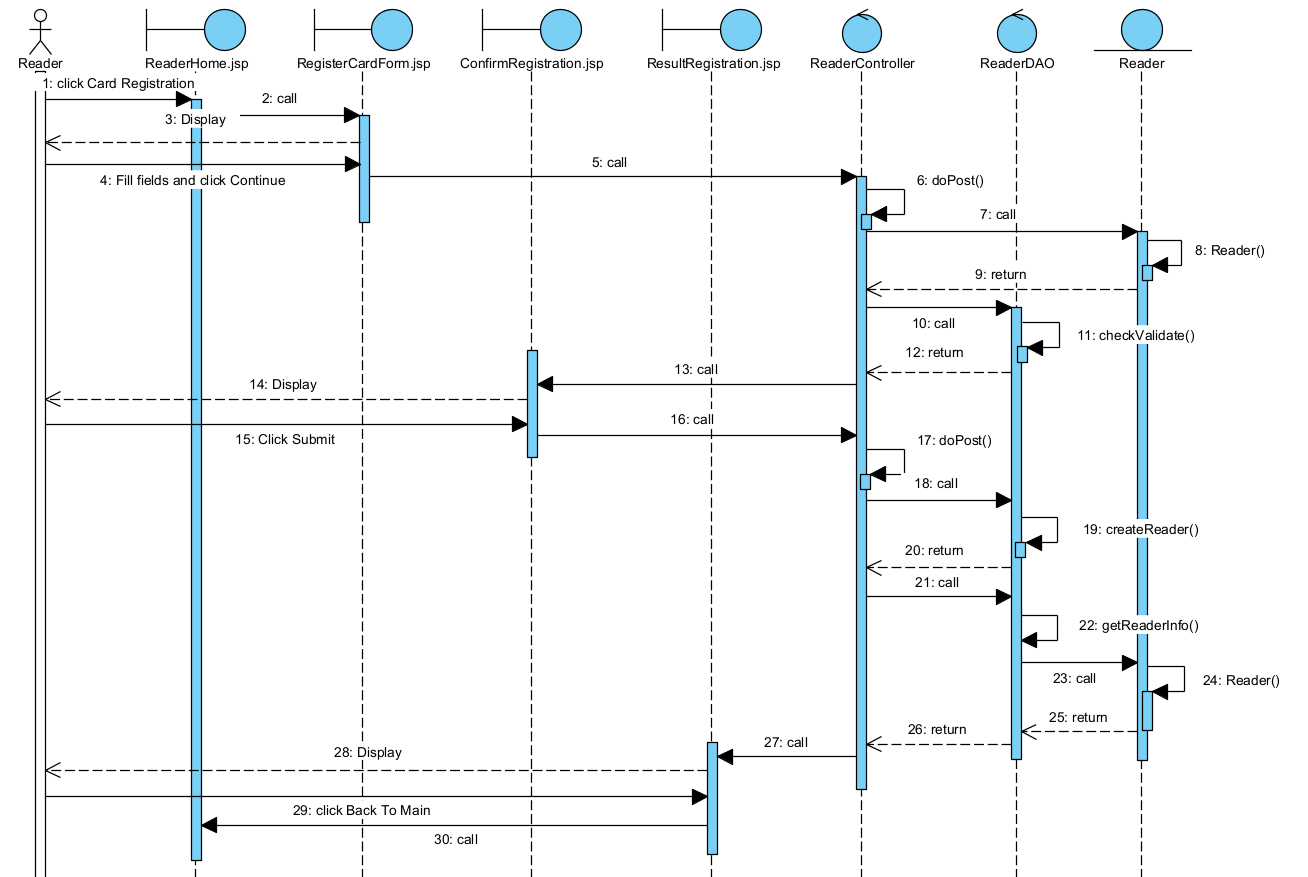 Reader
ReaderHome.jsp
RegisterCardForm.jsp
ConfirmRegistration.jsp
ResultRegistration.jsp
ReaderController
ReaderDAO
Reader
1: click Card Registration
2: call
3: Display
4: Fill fields and click Continue
5: call
6: doPost()
7: call
8: Reader()
9: return
10: call
11: checkValidate()
12: return
13: call
14: Display
15: Click Submit
16: call
17: doPost()
18: call
19: createReader()
20: return
21: call
22: getReaderInfo()
23: call
24: Reader()
25: return
26: return
27: call
28: Display
29: click Back To Main
30: call